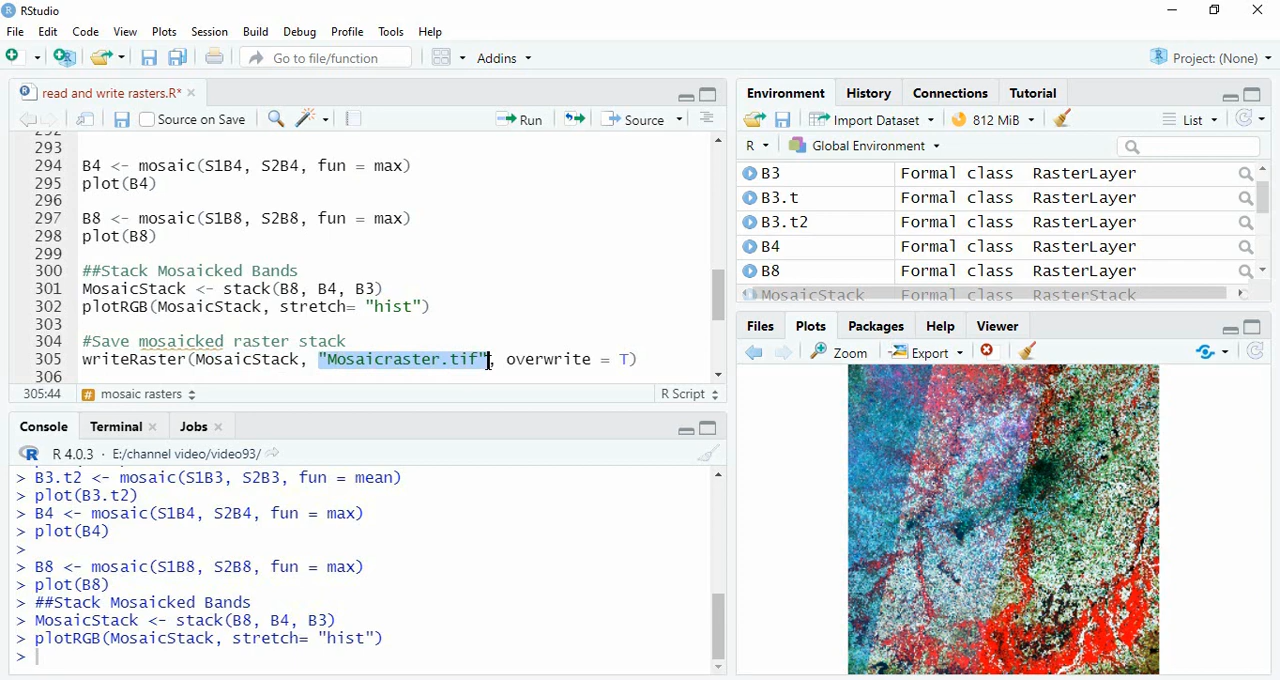 RStudio
File Edit Code View Plots Session Build Debug Profile Tools Help
Go to file/function Addins Project: (None)
read and write rasters.R*
Source on Save Run Source
292
293
294 B4 <- mosaic(S1B4, S2B4, fun = max)
295 plot(B4)
296
297 B8 <- mosaic(S1B8, S2B8, fun = max)
298 plot(B8)
299
300 ##Stack Mosaicked Bands
301 MosaicStack <- stack(B8, B4, B3)
302 plotRGB(MosaicStack, stretch= "hist")
303
304 #Save mosaicked raster stack
305 writeRaster(MosaicStack, "Mosaicraster.tif", overwrite = T)
306
305:44 # mosaic rasters R Script
Console Terminal Jobs
R R 4.0.3 · E:/channel video/video93/
> B3.t2 <- mosaic(S1B3, S2B3, fun = mean)
> plot(B3.t2)
> B4 <- mosaic(S1B4, S2B4, fun = max)
> plot(B4)
>
> B8 <- mosaic(S1B8, S2B8, fun = max)
> plot(B8)
> ##Stack Mosaicked Bands
> MosaicStack <- stack(B8, B4, B3)
> plotRGB(MosaicStack, stretch= "hist")
>
Environment History Connections Tutorial
Import Dataset 812 MiB List
R Global Environment
B3 Formal class RasterLayer
B3.t Formal class RasterLayer
B3.t2 Formal class RasterLayer
B4 Formal class RasterLayer
B8 Formal class RasterLayer
MosaicStack Formal class RasterStack
Files Plots Packages Help Viewer
Zoom Export